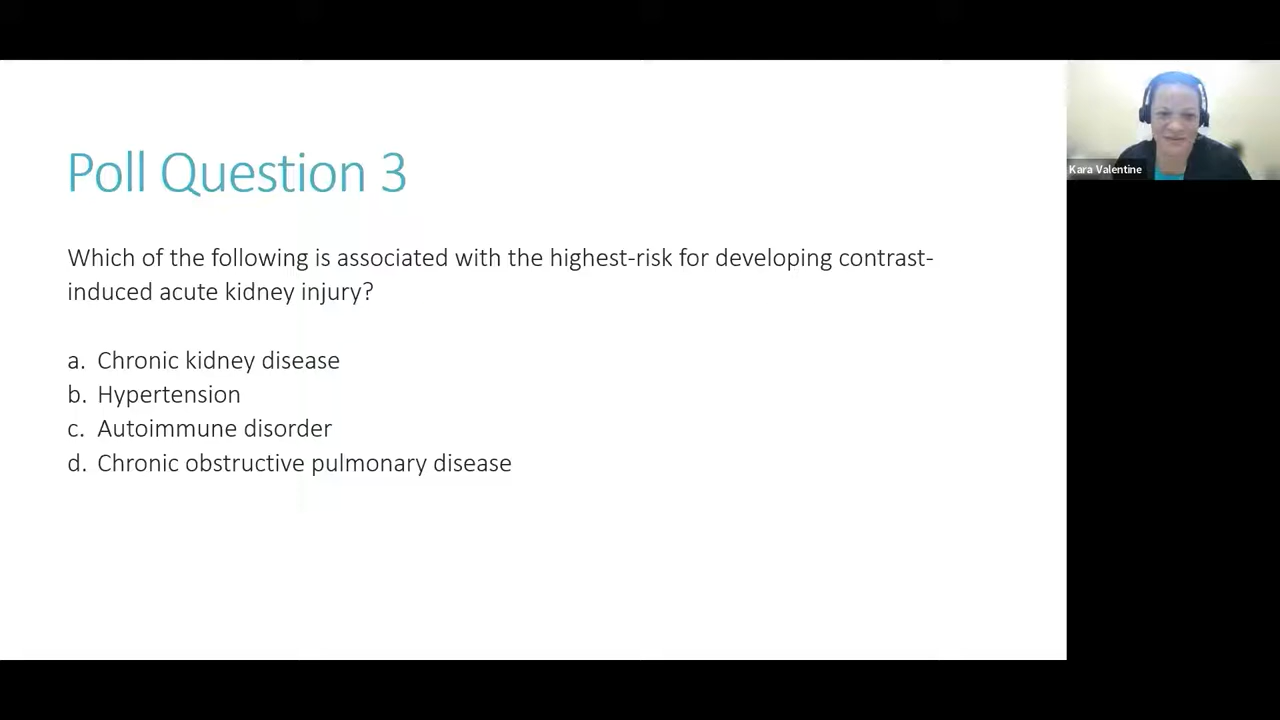 Poll Question 3
Which of the following is associated with the highest-risk for developing contrast-
induced acute kidney injury?
a. Chronic kidney disease
b. Hypertension
c. Autoimmune disorder
d. Chronic obstructive pulmonary disease
Kara Valentine